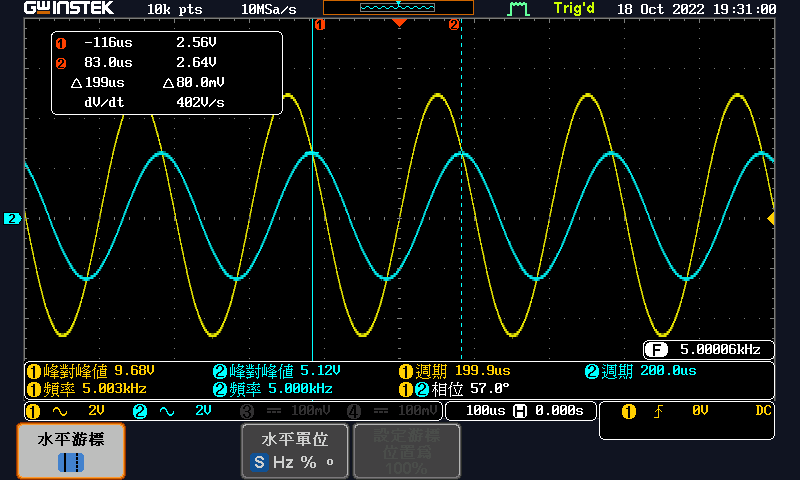 GWINSTEK 10k pts 10MSa/s Trig'd 18 Oct 2022 19:31:00
1 2
1 -116us 2.56V
2 83.0us 2.64V
△199us △80.0mV
dV/dt 402V/s
2
F 5.00006kHz
1峰對峰值 9.68V 2峰對峰值 5.12V 1週期 199.9us 2週期 200.0us
1頻率 5.003kHz 2頻率 5.000kHz 1 2相位 57.0°
1 ∿ 2V 2 ∿ 2V 3 100mV 4 100mV 100us H 0.000s 1 0V DC
水平游標 水平單位 設定游標
S Hz % ° 位置為
100%